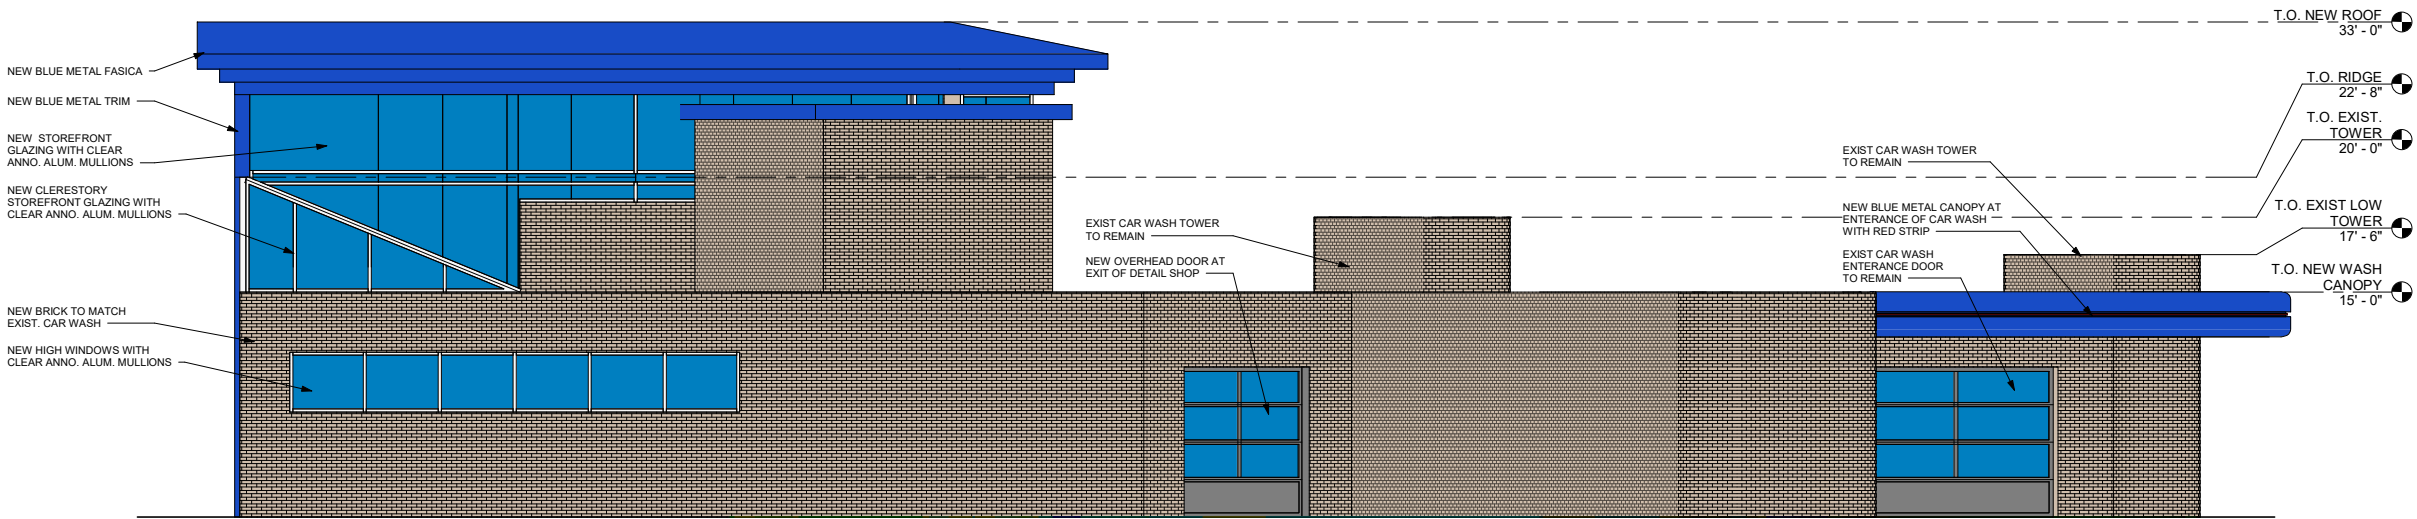 NEW BLUE METAL FASICA
NEW BLUE METAL TRIM
NEW STOREFRONT
GLAZING WITH CLEAR
ANNO. ALUM. MULLIONS
NEW CLERESTORY
STOREFRONT GLAZING WITH
CLEAR ANNO. ALUM. MULLIONS
NEW BRICK TO MATCH
EXIST. CAR WASH
NEW HIGH WINDOWS WITH
CLEAR ANNO. ALUM. MULLIONS
EXIST CAR WASH TOWER
TO REMAIN
NEW OVERHEAD DOOR AT
EXIT OF DETAIL SHOP
EXIST CAR WASH TOWER
TO REMAIN
NEW BLUE METAL CANOPY AT
ENTERANCE OF CAR WASH
WITH RED STRIP
EXIST CAR WASH
ENTERANCE DOOR
TO REMAIN
T.O. NEW ROOF
33' - 0"
T.O. RIDGE
22' - 8"
T.O. EXIST.
TOWER
20' - 0"
T.O. EXIST LOW
TOWER
17' - 6"
T.O. NEW WASH
CANOPY
15' - 0"